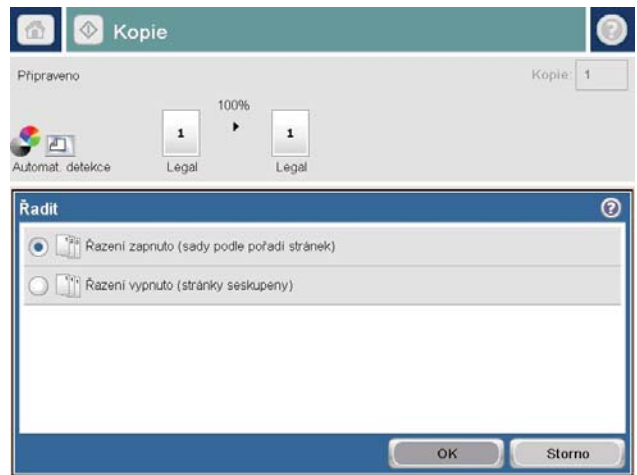 Kopie
Připraveno
Kopie: 1
100%
1
1
Automat. detekce
Legal
Legal
Řadit
Řazení zapnuto (sady podle pořadí stránek)
Řazení vypnuto (stránky seskupeny)
OK
Storno